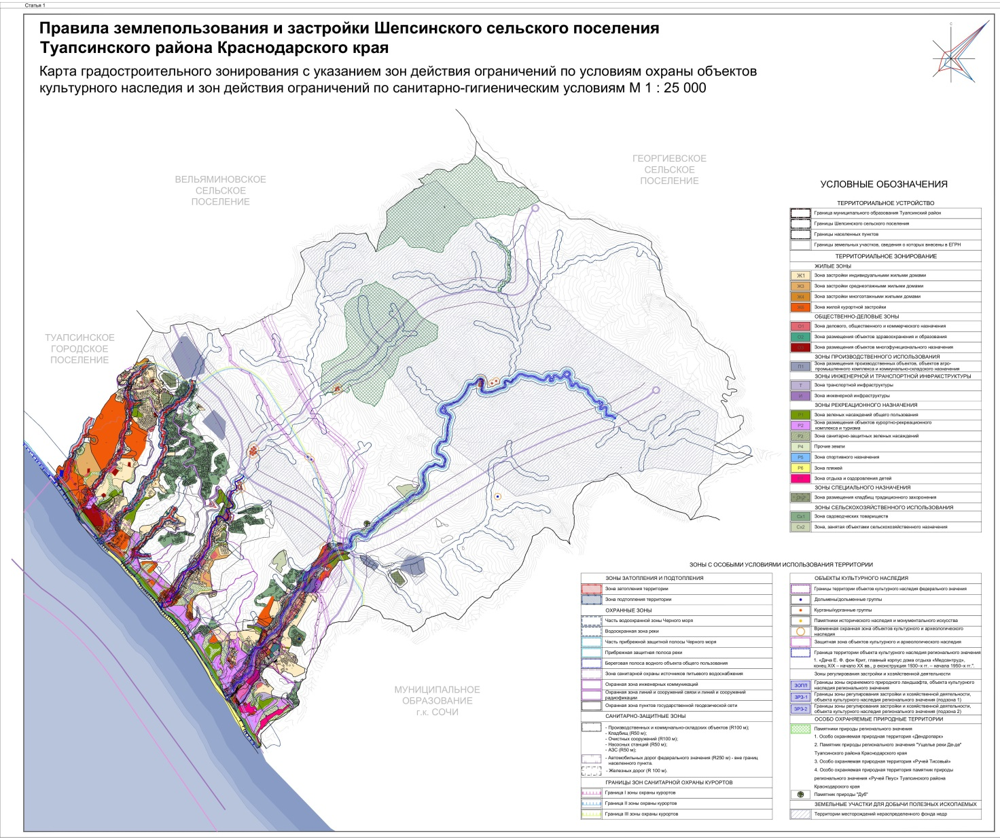 Статья 1
Правила землепользования и застройки Шепсинского сельского поселения
Туапсинского района Краснодарского края
Карта градостроительного зонирования с указанием зон действия ограничений по условиям охраны объектов
культурного наследия и зон действия ограничений по санитарно-гигиеническим условиям М 1 : 25 000
С
ВЕЛЬЯМИНОВСКОЕ
СЕЛЬСКОЕ
ПОСЕЛЕНИЕ
ГЕОРГИЕВСКОЕ
СЕЛЬСКОЕ
ПОСЕЛЕНИЕ
ТУАПСИНСКОЕ
ГОРОДСКОЕ
ПОСЕЛЕНИЕ
МУНИЦИПАЛЬНОЕ
ОБРАЗОВАНИЕ
г.к. СОЧИ
УСЛОВНЫЕ ОБОЗНАЧЕНИЯ
ТЕРРИТОРИАЛЬНОЕ УСТРОЙСТВО
Граница муниципального образования Туапсинский район
Границы Шепсинского сельского поселения
Границы населенных пунктов
Границы земельных участков, сведения о которых внесены в ЕГРН
ТЕРРИТОРИАЛЬНОЕ ЗОНИРОВАНИЕ
ЖИЛЫЕ ЗОНЫ
Ж1 Зона застройки индивидуальными жилыми домами
Ж3 Зона застройки среднеэтажными жилыми домами
Ж4 Зона застройки многоэтажными жилыми домами
Зона жилой курортной застройки
ОБЩЕСТВЕННО-ДЕЛОВЫЕ ЗОНЫ
О1 Зона делового, общественного и коммерческого назначения
О2 Зона размещения объектов здравоохранения и образования
О3 Зона размещения объектов многофункционального назначения
ЗОНЫ ПРОИЗВОДСТВЕННОГО ИСПОЛЬЗОВАНИЯ
П1 Зона размещения производственных объектов, объектов агро-
промышленного комплекса и коммунально-складского назначения
ЗОНЫ ИНЖЕНЕРНОЙ И ТРАНСПОРТНОЙ ИНФРАКСТРУКТУРЫ
Т Зона транспортной инфраструктуры
И Зона инженерной инфраструктуры
ЗОНЫ РЕКРЕАЦИОННОГО НАЗНАЧЕНИЯ
Р1 Зона зеленых насаждений общего пользования
Р2 Зона размещения объектов курортно-рекреационного
комплекса и туризма
Р3 Зона санитарно-защитных зеленых насаждений
Р4 Прочие земли
Р5 Зона спортивного назначения
Р6 Зона пляжей
Зона отдыха и оздоровления детей
ЗОНЫ СПЕЦИАЛЬНОГО НАЗНАЧЕНИЯ
Зона размещения кладбищ традиционного захоронения
ЗОНЫ СЕЛЬСКОХОЗЯЙСТВЕННОГО ИСПОЛЬЗОВАНИЯ
Сх1 Зона садоводческих товариществ
Сх2 Зона, занятая объектами сельскохозяйственного назначения
ЗОНЫ С ОСОБЫМИ УСЛОВИЯМИ ИСПОЛЬЗОВАНИЯ ТЕРРИТОРИИ
ЗОНЫ ЗАТОПЛЕНИЯ И ПОДТОПЛЕНИЯ
Зона затопления территории
Зона подтопления территории
ОХРАННЫЕ ЗОНЫ
Часть водоохранной зоны Черного моря
Водоохранная зона реки
Часть прибрежной защитной полосы Черного моря
Прибрежная защитная полоса реки
Береговая полоса водного объекта общего пользования
Зона санитарной охраны источников питьевого водоснабжения
Охранная зона инженерных коммуникаций
Охранная зона линий и сооружений связи и линий и сооружений
радиофикации
Охранная зона пунктов государственной геодезической сети
САНИТАРНО-ЗАЩИТНЫЕ ЗОНЫ
- Производственных и коммунально-складских объектов (R100 м);
- Кладбищ (R50 м);
- Очистных сооружений (R100 м);
- Насосных станций (R50 м);
- АЗС (R50 м);
- Автомобильных дорог федерального значения (R250 м) - вне границ
населенного пункта.
- Железных дорог (R 100 м).
ГРАНИЦЫ ЗОН САНИТАРНОЙ ОХРАНЫ КУРОРТОВ
Граница I зоны охраны курортов
Граница II зоны охраны курортов
Граница III зоны охраны курортов
ОБЪЕКТЫ КУЛЬТУРНОГО НАСЛЕДИЯ
Границы территории объектов культурного наследия федерального значения
Дольмены/дольменные группы
Курганы/курганные группы
Памятники исторического наследия и монументального искусства
Временная охранная зона объектов культурного и археологического
наследия
Защитная зона объектов культурного и археологического наследия
Граница территории объекта культурного наследия регионального значения
1. «Дача Е. Ф. фон Крит, главный корпус дома отдыха «Медсантруд»,
конец XIX – начало XX вв., р еконструкция 1930–х гг. – начала 1950–х гг.".
Зоны регулирования застройки и хозяйственной деятельности
ЗОПЛ Границы зоны охраняемого природного ландшафта, объекта культурного
наследия регионального значения
ЗРЗ-1 Границы зоны регулирования застройки и хозяйственной деятельности,
объекта культурного наследия регионального значения (подзона 1)
ЗРЗ-2 Границы зоны регулирования застройки и хозяйственной деятельности,
объекта культурного наследия регионального значения (подзона 2)
ОСОБО ОХРАНЯЕМЫЕ ПРИРОДНЫЕ ТЕРРИТОРИИ
Памятники природы регионального значения
1. Особо охраняемая природная территория «Дендропарк»
2. Памятник природы регионального значения "Ущелье реки Де-де"
Туапсинского района Краснодарского края
3. Особо охраняемая природная территория «Ручей Тисовый»
4. Особо охраняемая природная территория памятник природы
регионального значения «Ручей Пеус» Туапсинского района
Краснодарского края
Памятник природы "Дуб"
ЗЕМЕЛЬНЫЕ УЧАСТКИ ДЛЯ ДОБЫЧИ ПОЛЕЗНЫХ ИСКОПАЕМЫХ
Территории месторождений нераспределенного фонда недр